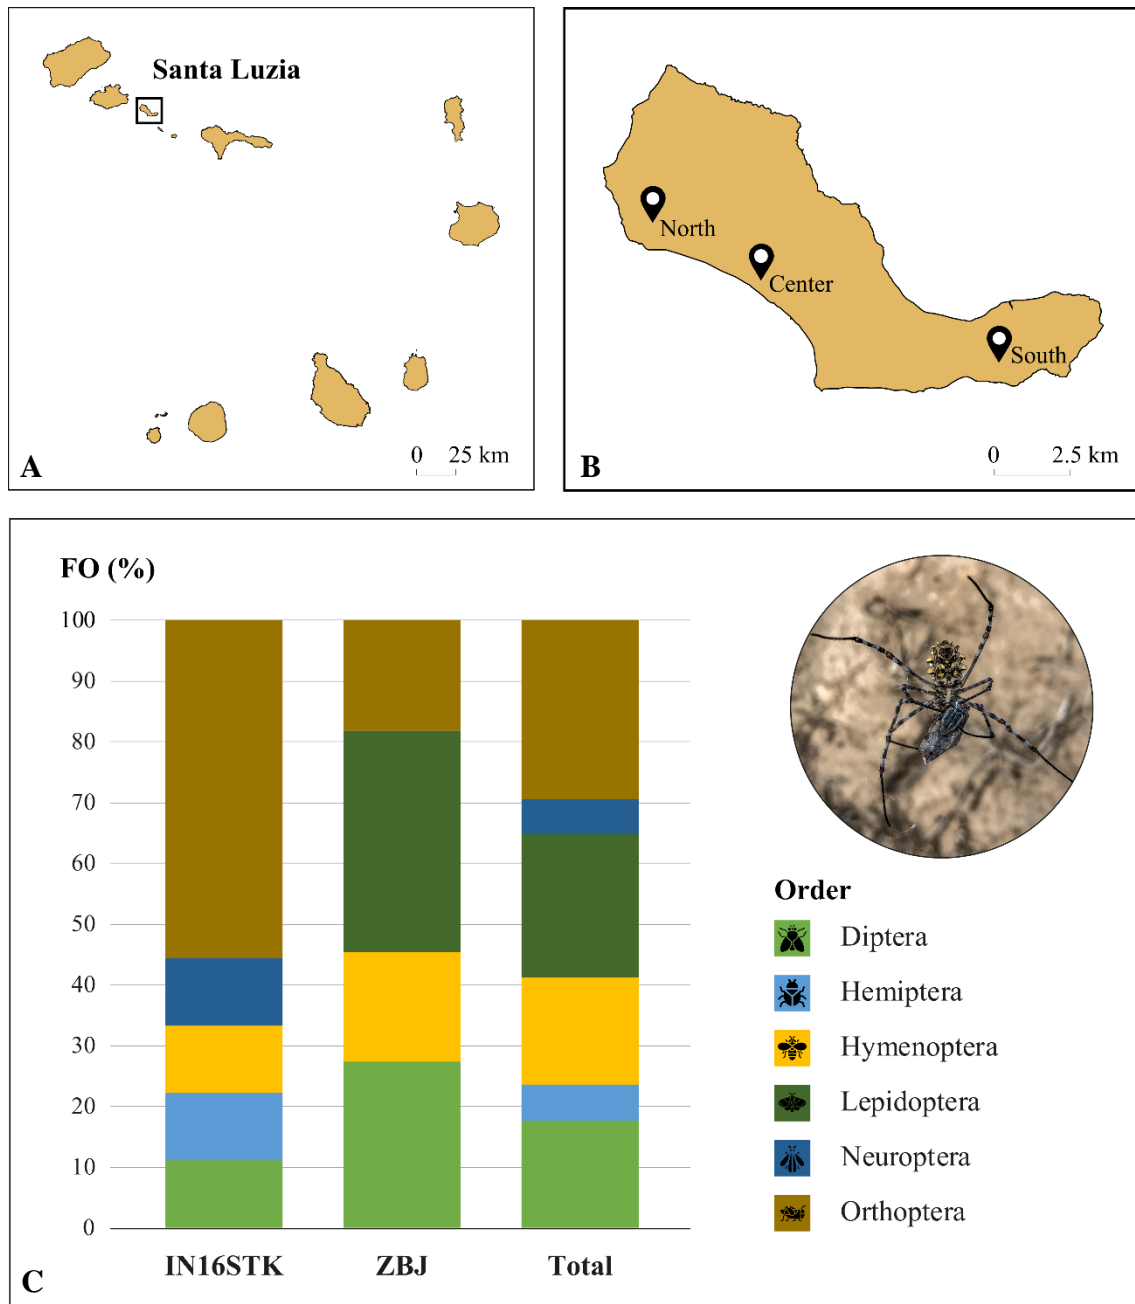 Santa Luzia
0 25 km
A
North
Center
South
0 2.5 km
B
FO (%)
100
90
80
70
60
50
40
30
20
10
0
IN16STK ZBJ Total
Order
Diptera
Hemiptera
Hymenoptera
Lepidoptera
Neuroptera
Orthoptera
C